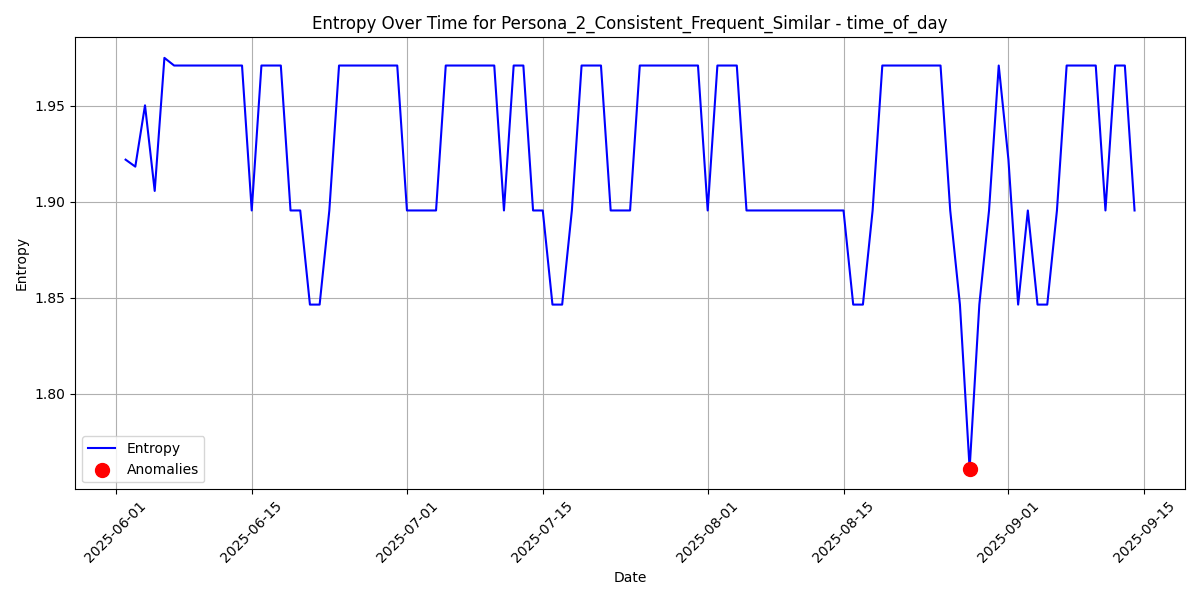 Entropy Over Time for Persona_2_Consistent_Frequent_Similar - time_of_day
Entropy
1.95
1.90
1.85
1.80
Entropy
Anomalies
2025-06-01
2025-06-15
2025-07-01
2025-07-15
2025-08-01
2025-08-15
2025-09-01
2025-09-15
Date